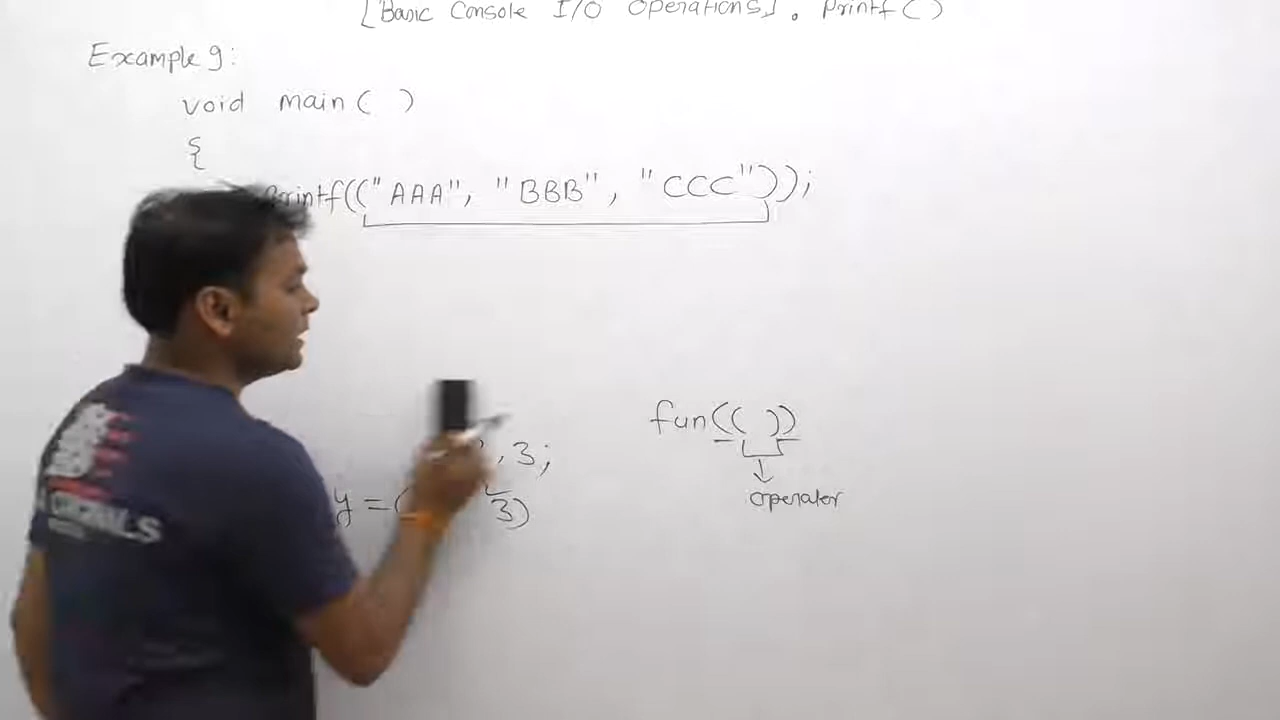 [Basic Console I/O Operations]. Printf ( )
Example 9:
void main ( )
{
Printf(("AAA", "BBB", "CCC"));
, 3;
y = (
3)
fun(( ))
operator